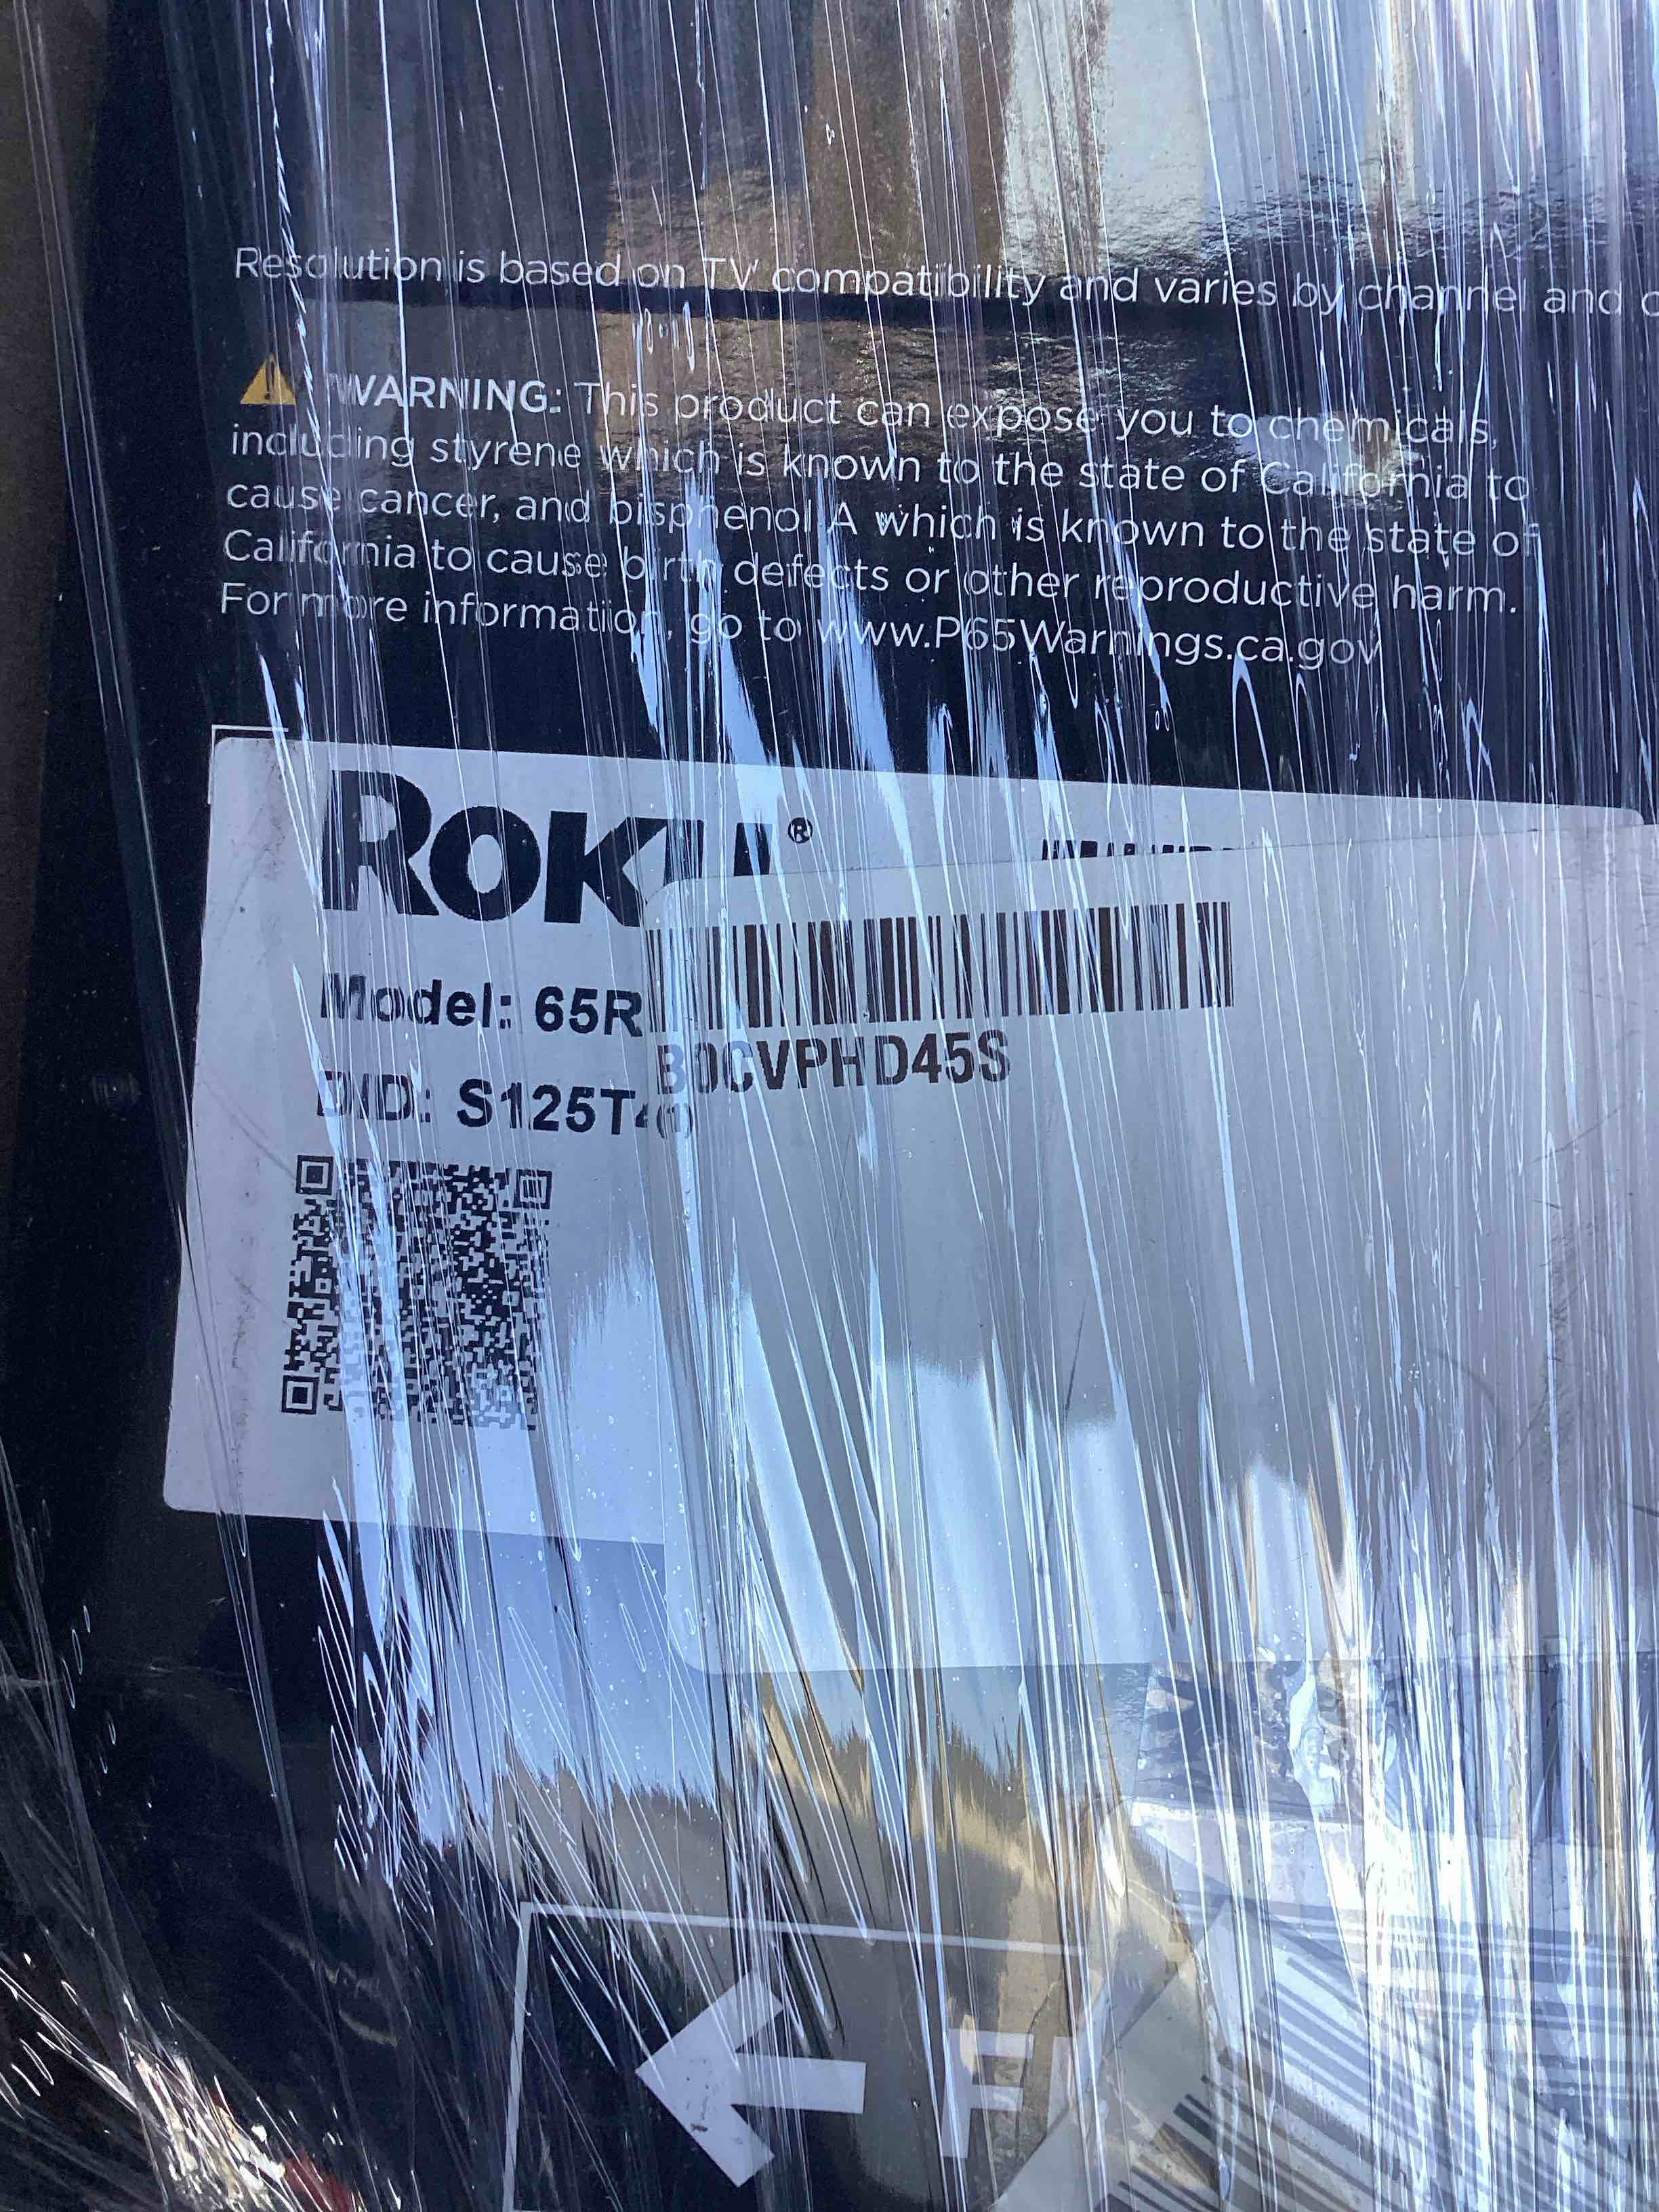 Resolution is based on TV compatibility and varies by channel and
WARNING: This product can expose you to chemicals,
including styrene which is known to the state of California to
cause cancer, and bisphenol A which is known to the state of
California to cause birth defects or other reproductive harm.
For more information, go to www.P65Warnings.ca.gov
ROKU®
Model: 65R
B0CVPHD45S
DID: S125T